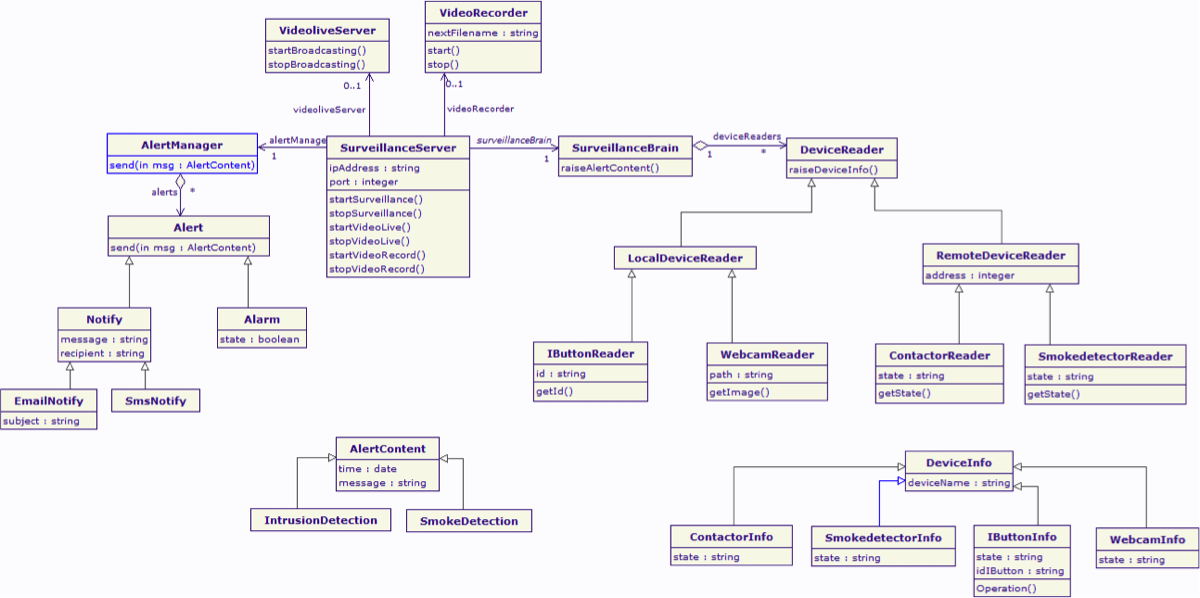 VideoliveServer
startBroadcasting()
stopBroadcasting()
VideoRecorder
nextFilename : string
start()
stop()
0..1
0..1
videoliveServer
videoRecorder
AlertManager
send(in msg : AlertContent)
alertManage
1
SurveillanceServer
ipAddress : string
port : integer
startSurveillance()
stopSurveillance()
startVideoLive()
stopVideoLive()
startVideoRecord()
stopVideoRecord()
surveillanceBrain
1
SurveillanceBrain
raiseAlertContent()
deviceReaders
1
*
DeviceReader
raiseDeviceInfo()
alerts
*
Alert
send(in msg : AlertContent)
LocalDeviceReader
RemoteDeviceReader
address : integer
Notify
message : string
recipient : string
Alarm
state : boolean
IButtonReader
id : string
getId()
WebcamReader
path : string
getImage()
ContactorReader
state : string
getState()
SmokedetectorReader
state : string
getState()
EmailNotify
subject : string
SmsNotify
AlertContent
time : date
message : string
IntrusionDetection
SmokeDetection
DeviceInfo
deviceName : string
ContactorInfo
state : string
SmokedetectorInfo
state : string
IButtonInfo
state : string
idIButton : string
Operation()
WebcamInfo
state : string